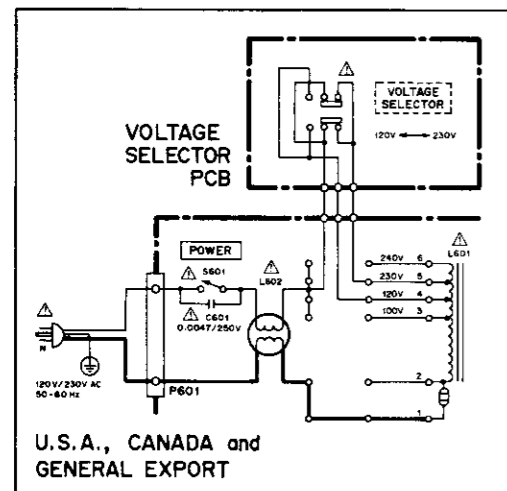 VOLTAGE
SELECTOR
120V ↔ 230V
VOLTAGE
SELECTOR
PCB
POWER
S601
C601
0.0047/250V
L602
L601
240V 6
230V 5
120V 4
100V 3
2
1
N
120V/230V AC
50-60 Hz
P601
U.S.A., CANADA and
GENERAL EXPORT